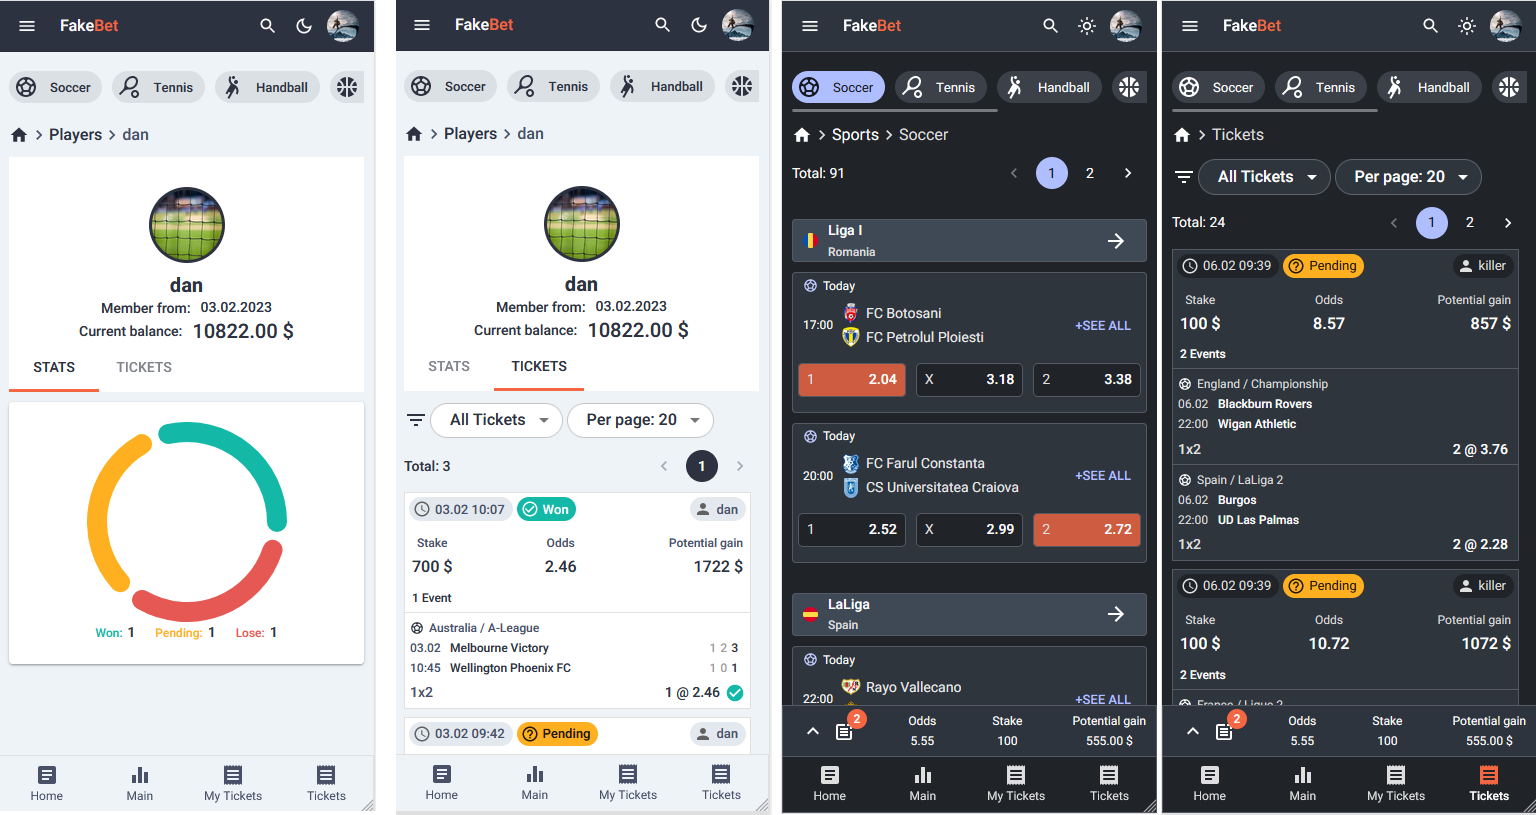 FakeBet
Soccer
Tennis
Handball
Players
dan
dan
Member from: 03.02.2023
Current balance: 10822.00 $
STATS
TICKETS
Won: 1
Pending: 1
Lose: 1
Home
Main
My Tickets
Tickets
FakeBet
Soccer
Tennis
Handball
Players
dan
dan
Member from: 03.02.2023
Current balance: 10822.00 $
STATS
TICKETS
All Tickets
Per page: 20
Total: 3
1
03.02 10:07
Won
dan
Stake
Odds
Potential gain
700 $
2.46
1722 $
1 Event
Australia / A-League
03.02 Melbourne Victory 1 2 3
10:45 Wellington Phoenix FC 1 0 1
1x2
1 @ 2.46
03.02 09:42
Pending
dan
Home
Main
My Tickets
Tickets
FakeBet
Soccer
Tennis
Handball
Sports
Soccer
Total: 91
1
2
Liga I
Romania
Today
17:00
FC Botosani
FC Petrolul Ploiesti
+SEE ALL
1 2.04
X 3.18
2 3.38
Today
20:00
FC Farul Constanta
CS Universitatea Craiova
+SEE ALL
1 2.52
X 2.99
2 2.72
LaLiga
Spain
Today
22:00
Rayo Vallecano
+SEE ALL
2
Odds
Stake
Potential gain
5.55
100
555.00 $
Home
Main
My Tickets
Tickets
FakeBet
Soccer
Tennis
Handball
Tickets
All Tickets
Per page: 20
Total: 24
1
2
06.02 09:39
Pending
killer
Stake
Odds
Potential gain
100 $
8.57
857 $
2 Events
England / Championship
06.02 Blackburn Rovers
22:00 Wigan Athletic
1x2
2 @ 3.76
Spain / LaLiga 2
06.02 Burgos
22:00 UD Las Palmas
1x2
2 @ 2.28
06.02 09:39
Pending
killer
Stake
Odds
Potential gain
100 $
10.72
1072 $
2 Events
France / Ligue 2
2
Odds
Stake
Potential gain
5.55
100
555.00 $
Home
Main
My Tickets
Tickets